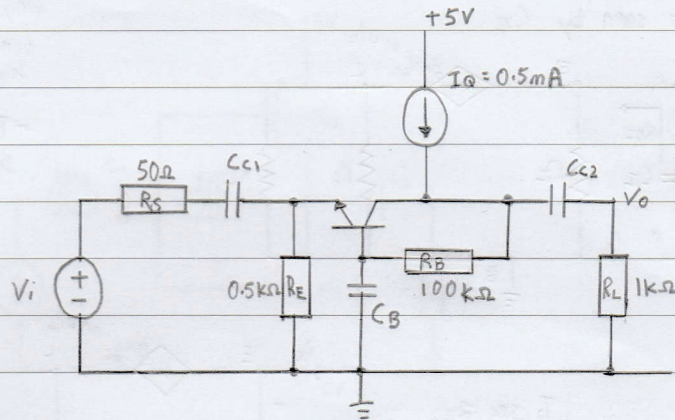 +5V
IQ = 0.5mA
50Ω
CC1
CC2
RS
Vo
Vi
0.5kΩ
RE
RB
100kΩ
CB
RL
1kΩ
+
-